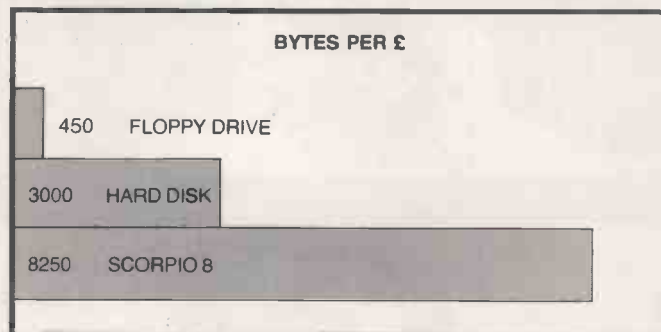 BYTES PER £
450 FLOPPY DRIVE
3000 HARD DISK
8250 SCORPIO 8